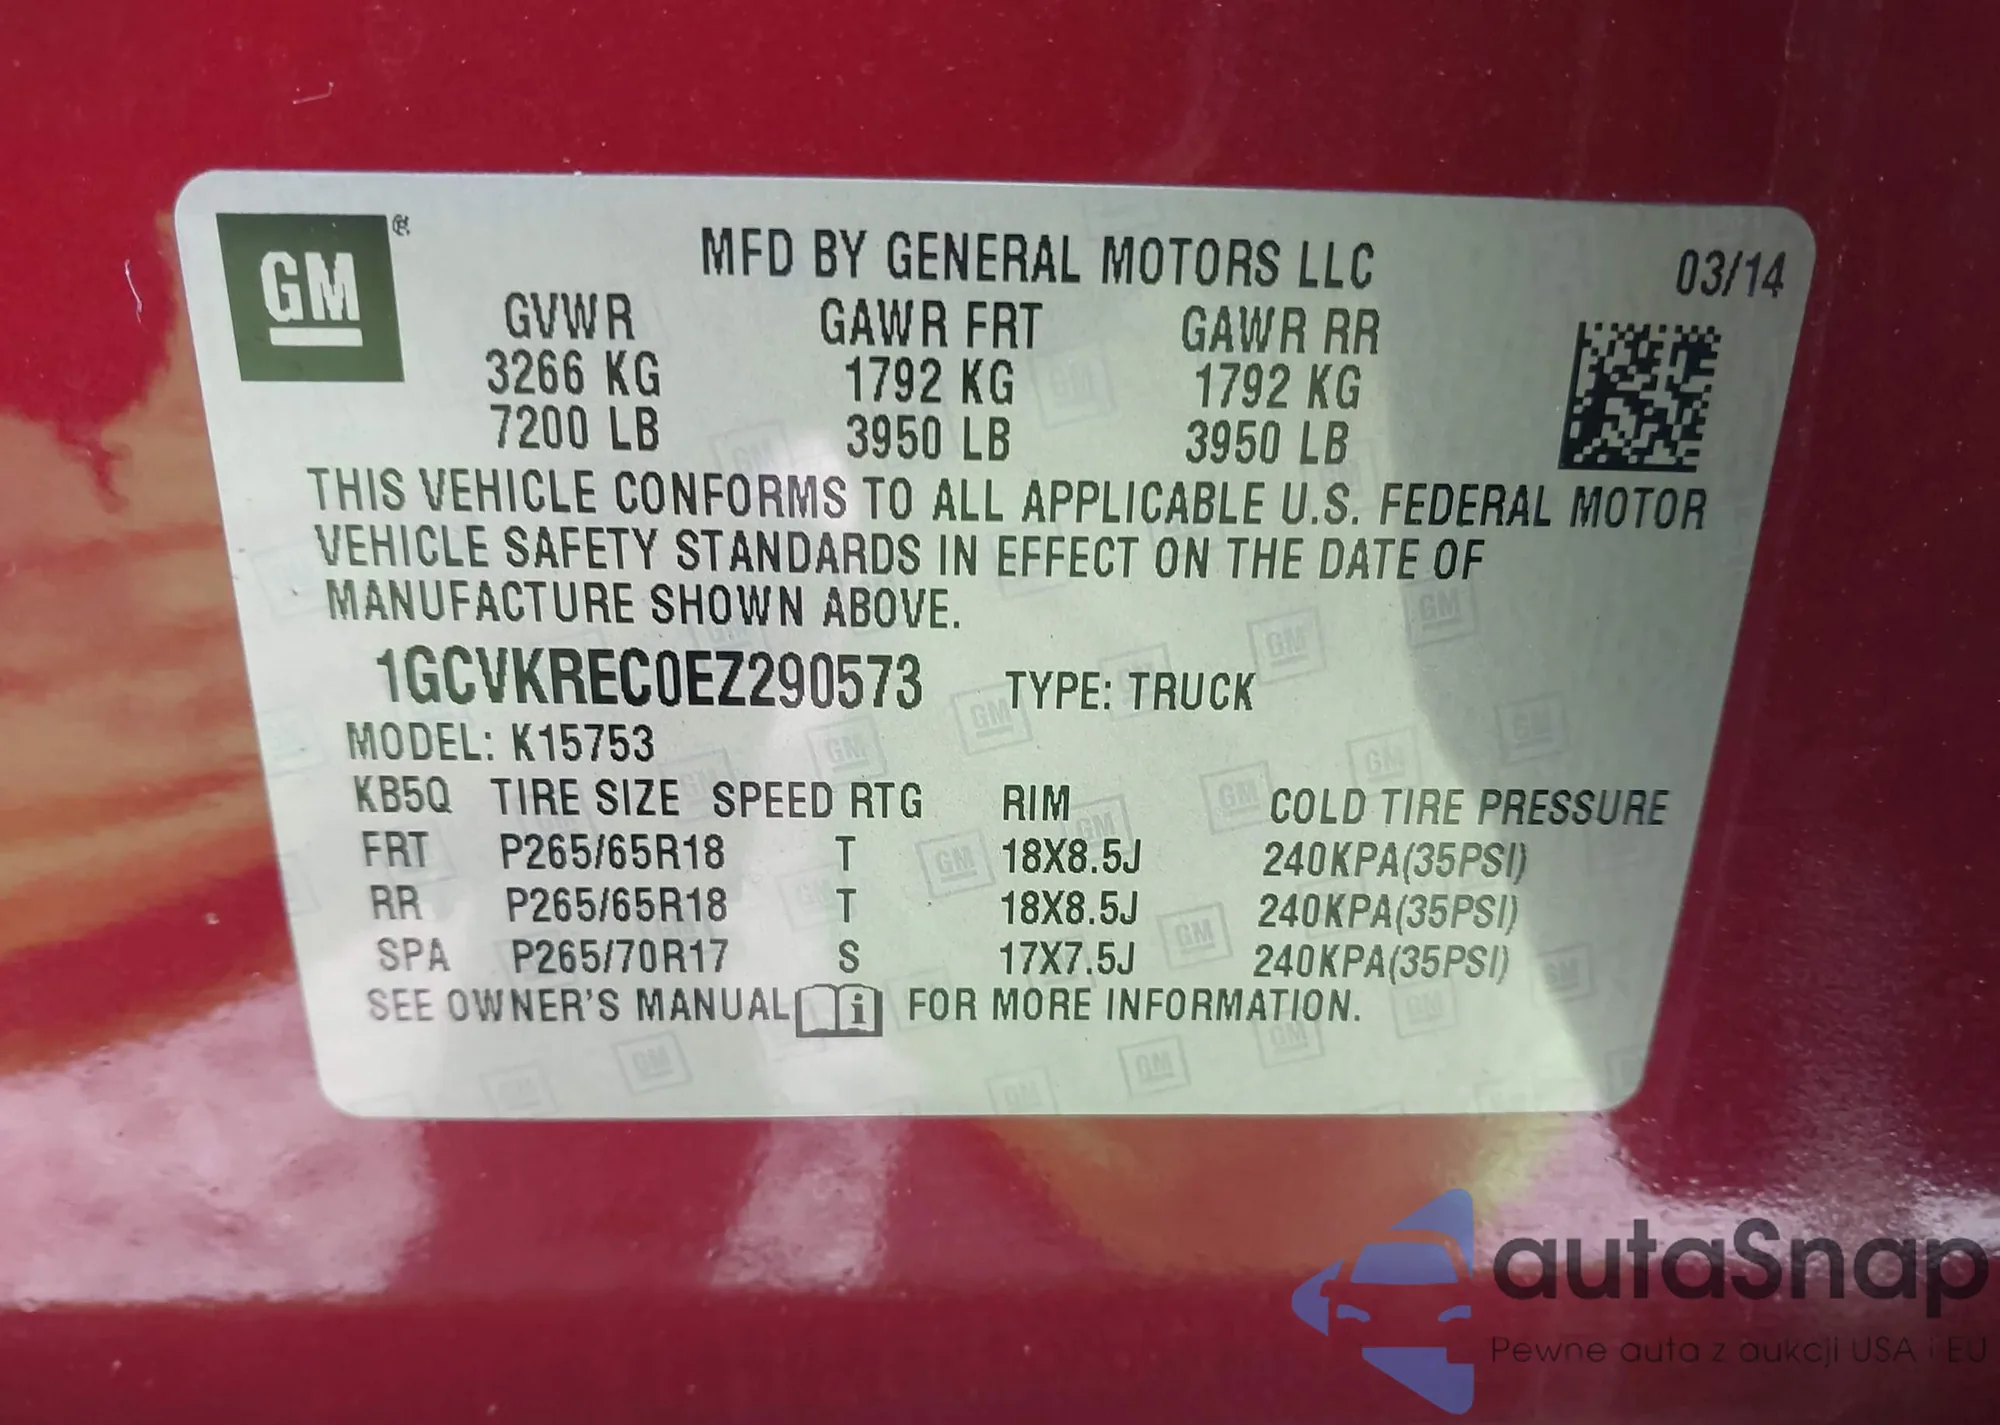 GM®
MFD BY GENERAL MOTORS LLC 03/14
GVWR GAWR FRT GAWR RR
3266 KG 1792 KG 1792 KG
7200 LB 3950 LB 3950 LB
THIS VEHICLE CONFORMS TO ALL APPLICABLE U.S. FEDERAL MOTOR
VEHICLE SAFETY STANDARDS IN EFFECT ON THE DATE OF
MANUFACTURE SHOWN ABOVE.
1GCVKREC0EZ290573 TYPE: TRUCK
MODEL: K15753
KB5Q TIRE SIZE SPEED RTG RIM COLD TIRE PRESSURE
FRT P265/65R18 T 18X8.5J 240KPA(35PSI)
RR P265/65R18 T 18X8.5J 240KPA(35PSI)
SPA P265/70R17 S 17X7.5J 240KPA(35PSI)
SEE OWNER'S MANUAL i FOR MORE INFORMATION.
autaSnap
Pewne auta z aukcji USA i EU